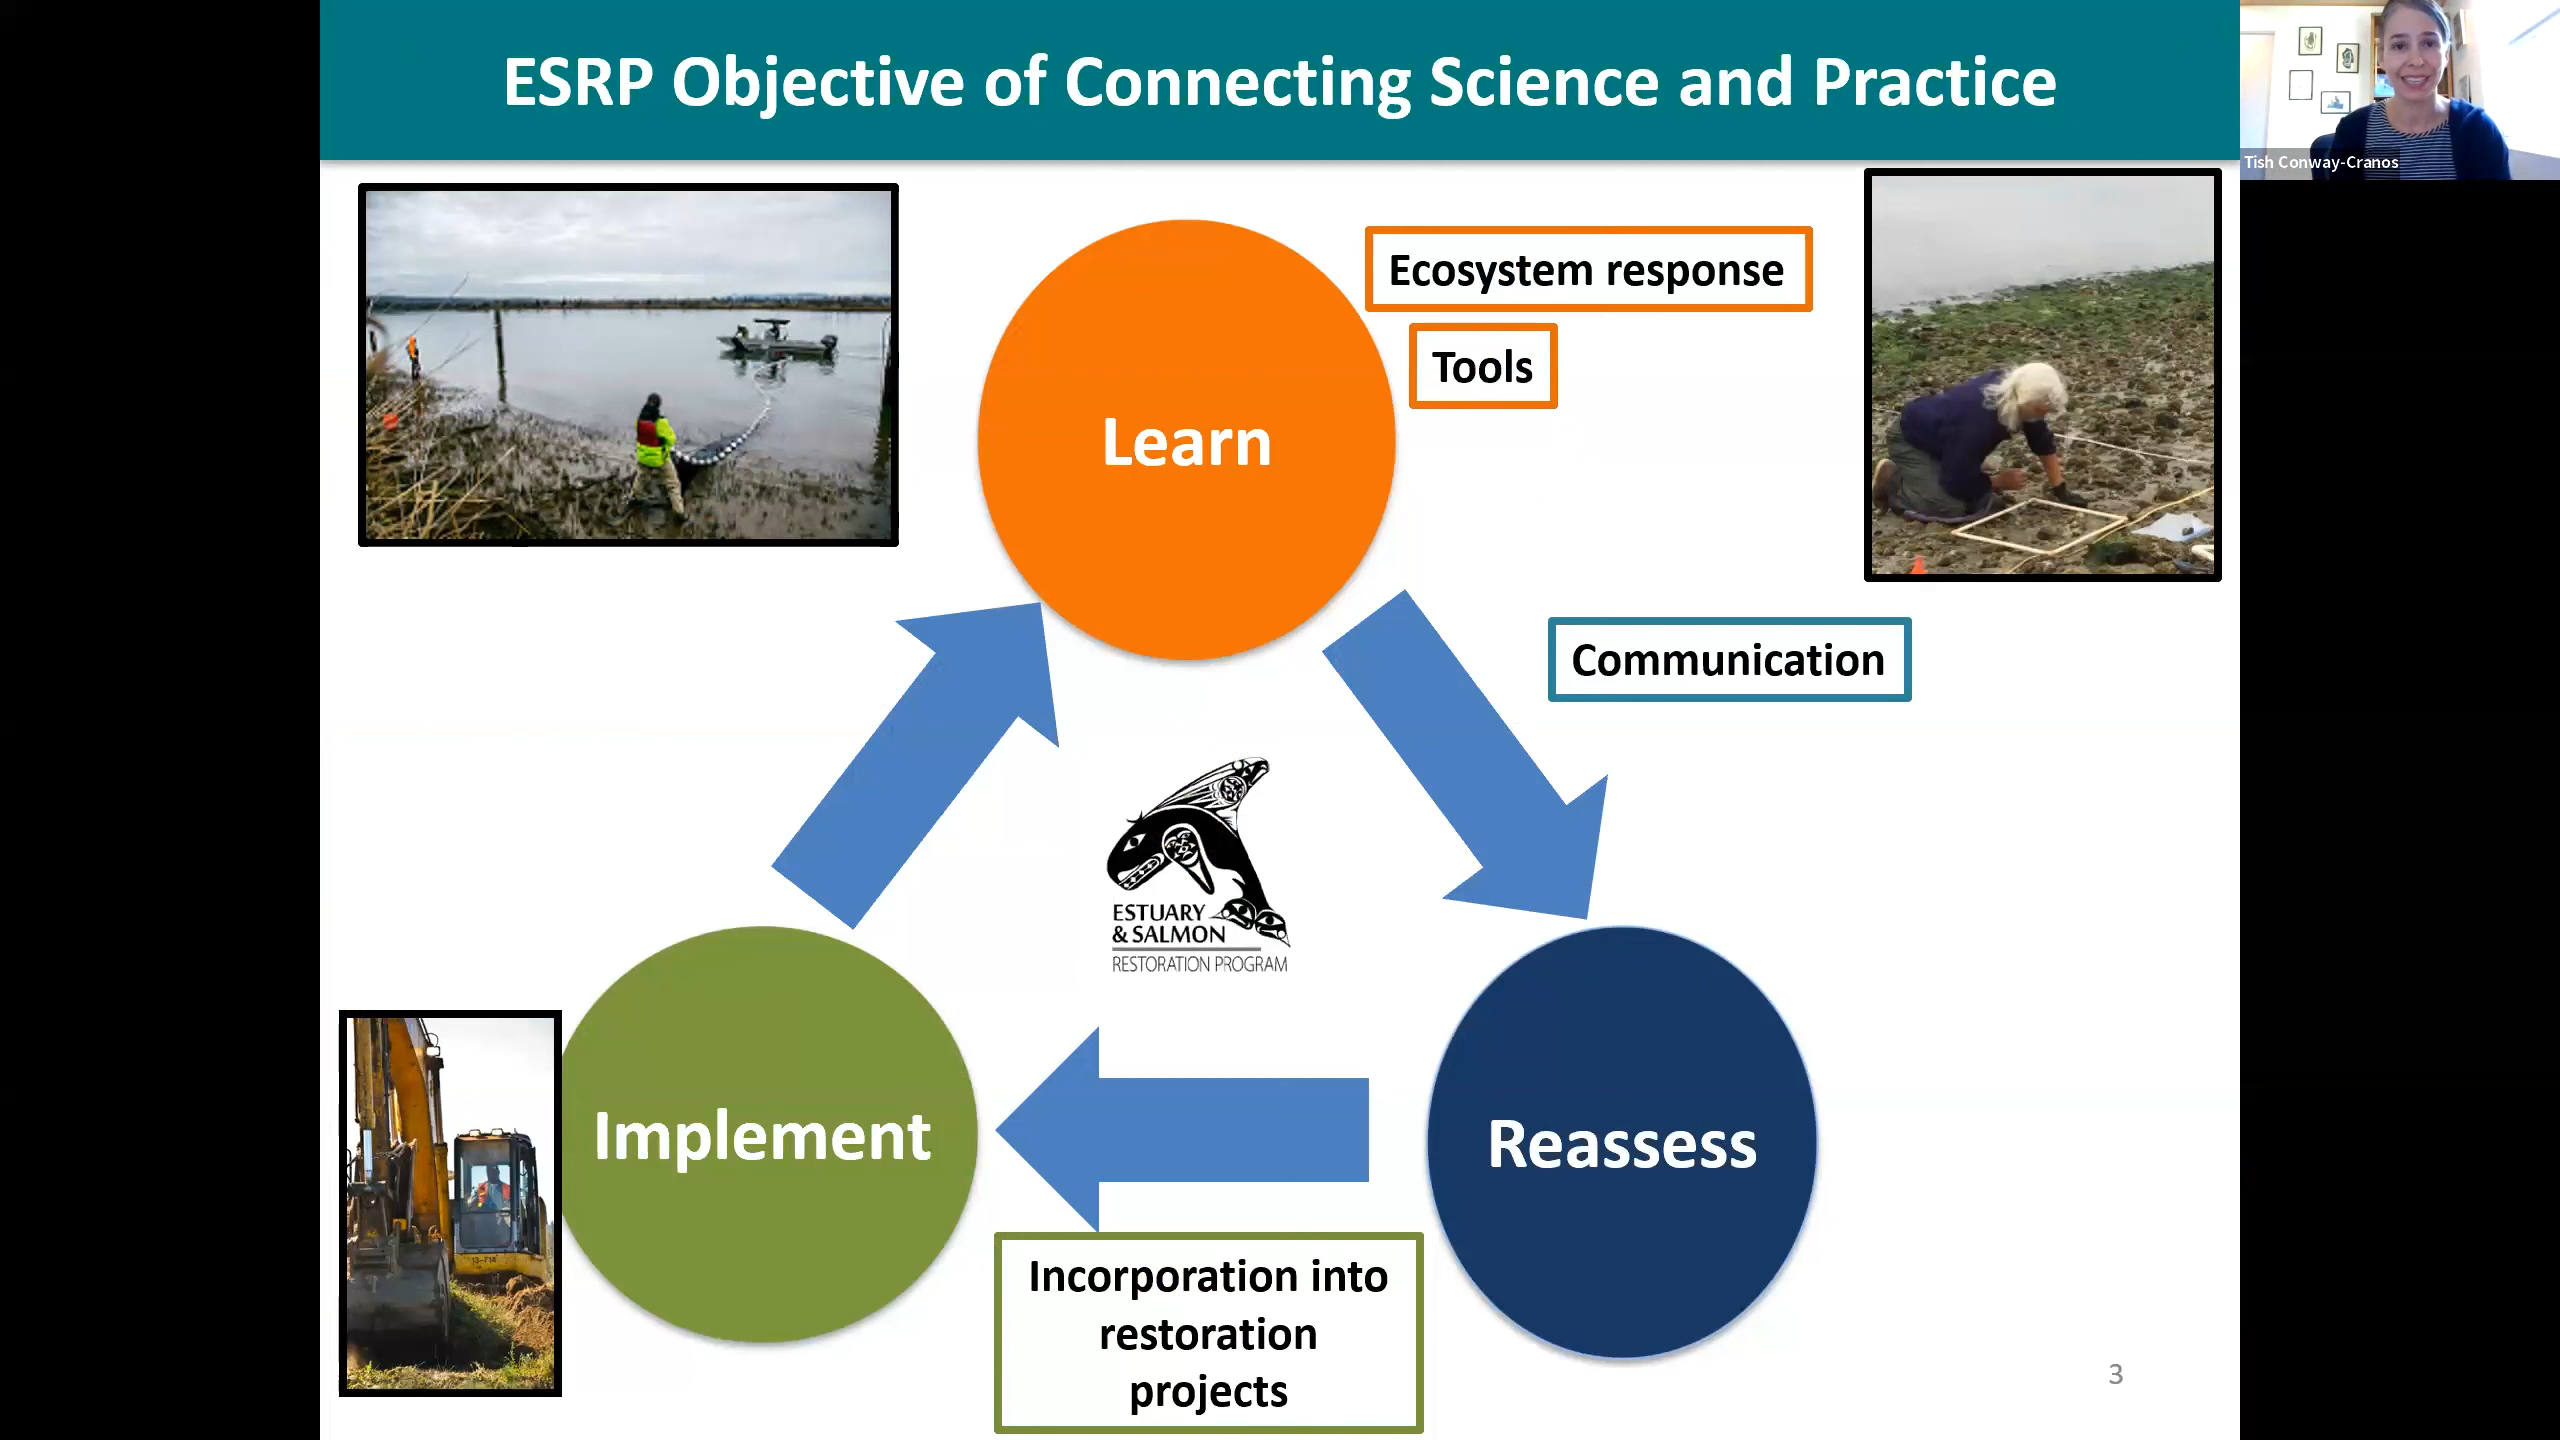 ESRP Objective of Connecting Science and Practice
Tish Conway-Cranos
Ecosystem response
Tools
Learn
Communication
ESTUARY
& SALMON
RESTORATION PROGRAM
Implement
Reassess
Incorporation into
restoration
projects
3